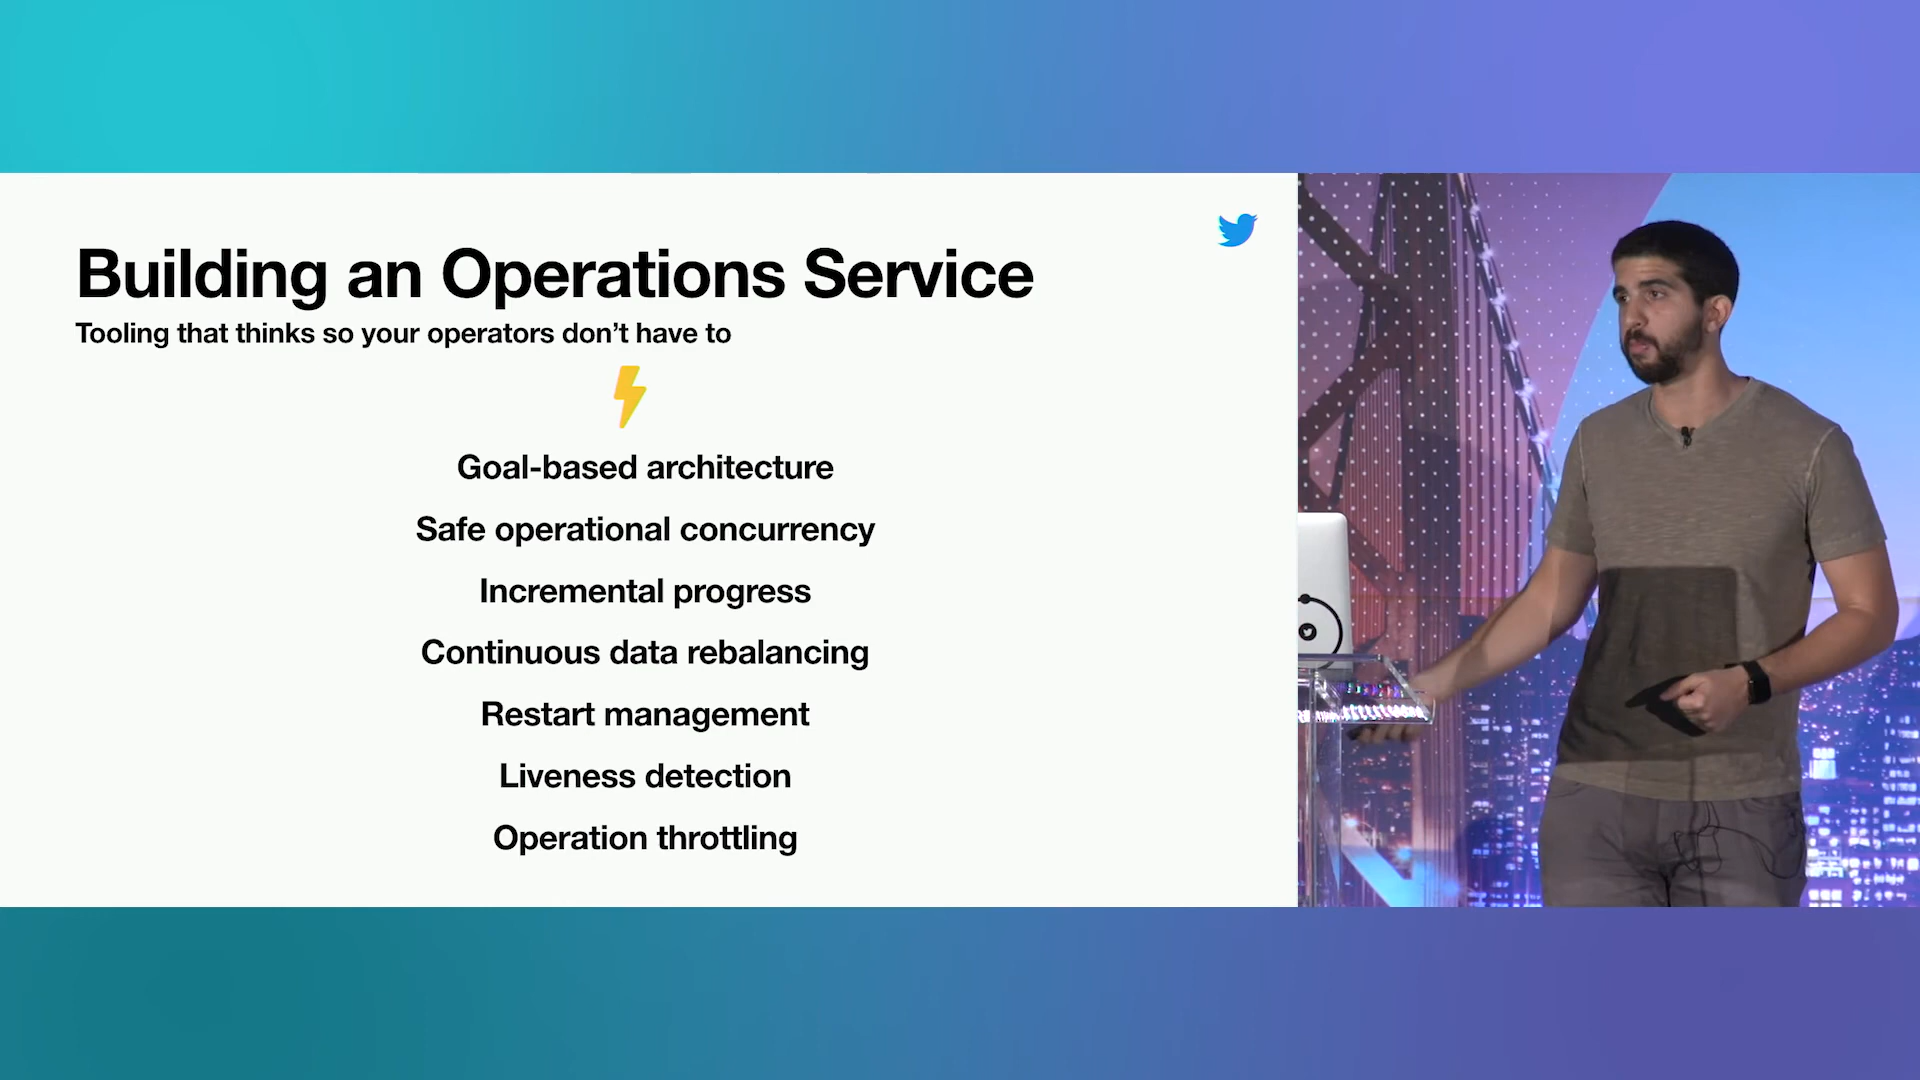 Building an Operations Service
Tooling that thinks so your operators don’t have to
Goal-based architecture
Safe operational concurrency
Incremental progress
Continuous data rebalancing
Restart management
Liveness detection
Operation throttling